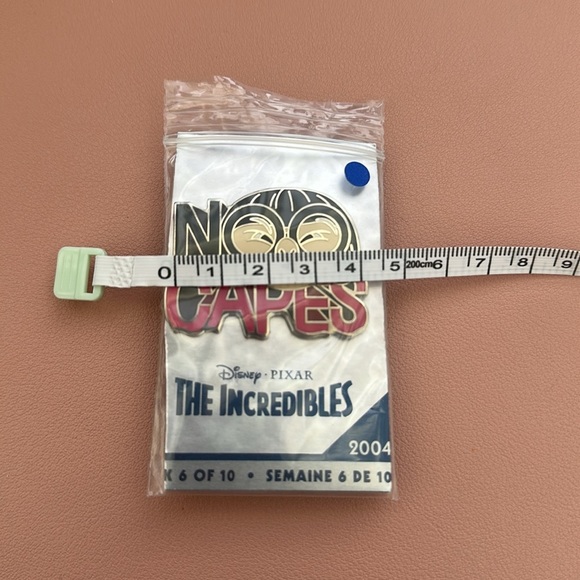 NO
0 1 2 3 4 5 200cm 6 7 8 9
CAPES
Disney • PIXAR
THE INCREDIBLES
2004
K 6 OF 10 • SEMAINE 6 DE 10